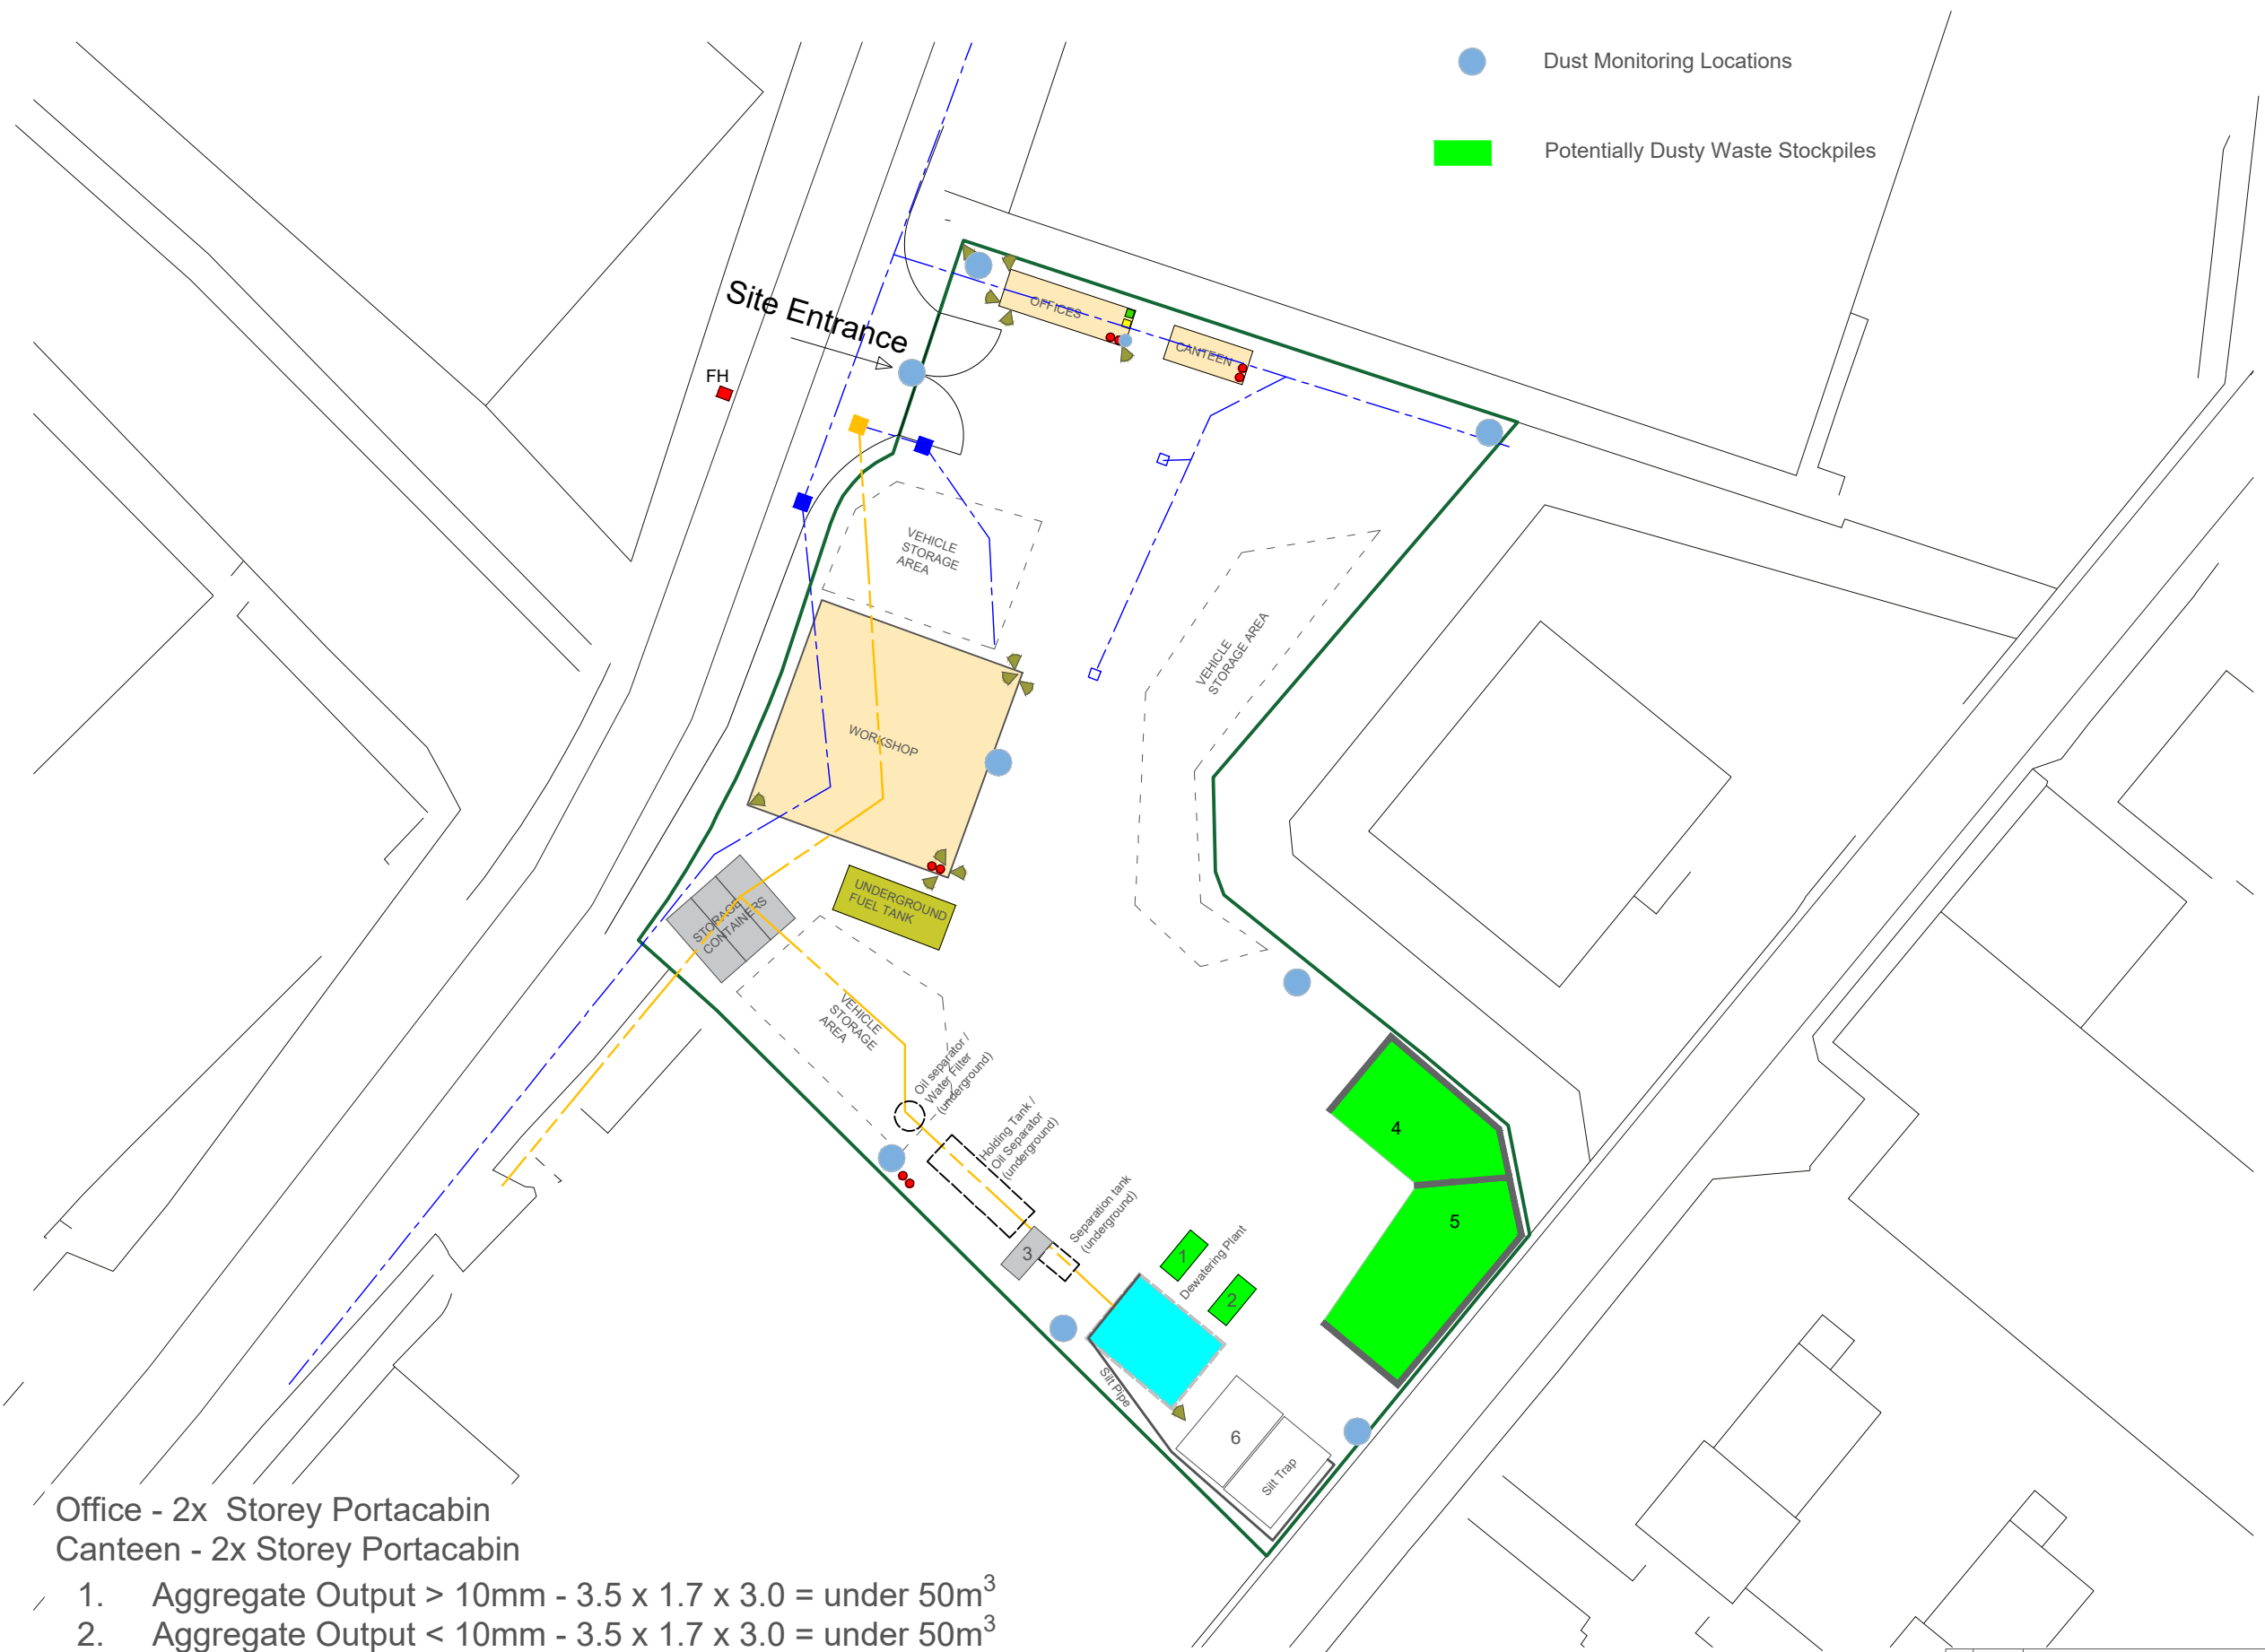 Dust Monitoring Locations
Potentially Dusty Waste Stockpiles
Site Entrance
OFFICES
CANTEEN
FH
VEHICLE
STORAGE
AREA
VEHICLE
STORAGE AREA
WORKSHOP
UNDERGROUND
FUEL TANK
STORAGE
CONTAINERS
VEHICLE
STORAGE
AREA
Oil separator /
Water Filter
(underground)
Holding Tank /
Oil Separator
(underground)
4
5
Separation tank
(underground)
3
1
Dewatering Plant
2
Silt Pipe
6
Silt Trap
Office - 2x Storey Portacabin
Canteen - 2x Storey Portacabin
1. Aggregate Output > 10mm - 3.5 x 1.7 x 3.0 = under 50m³
2. Aggregate Output < 10mm - 3.5 x 1.7 x 3.0 = under 50m³